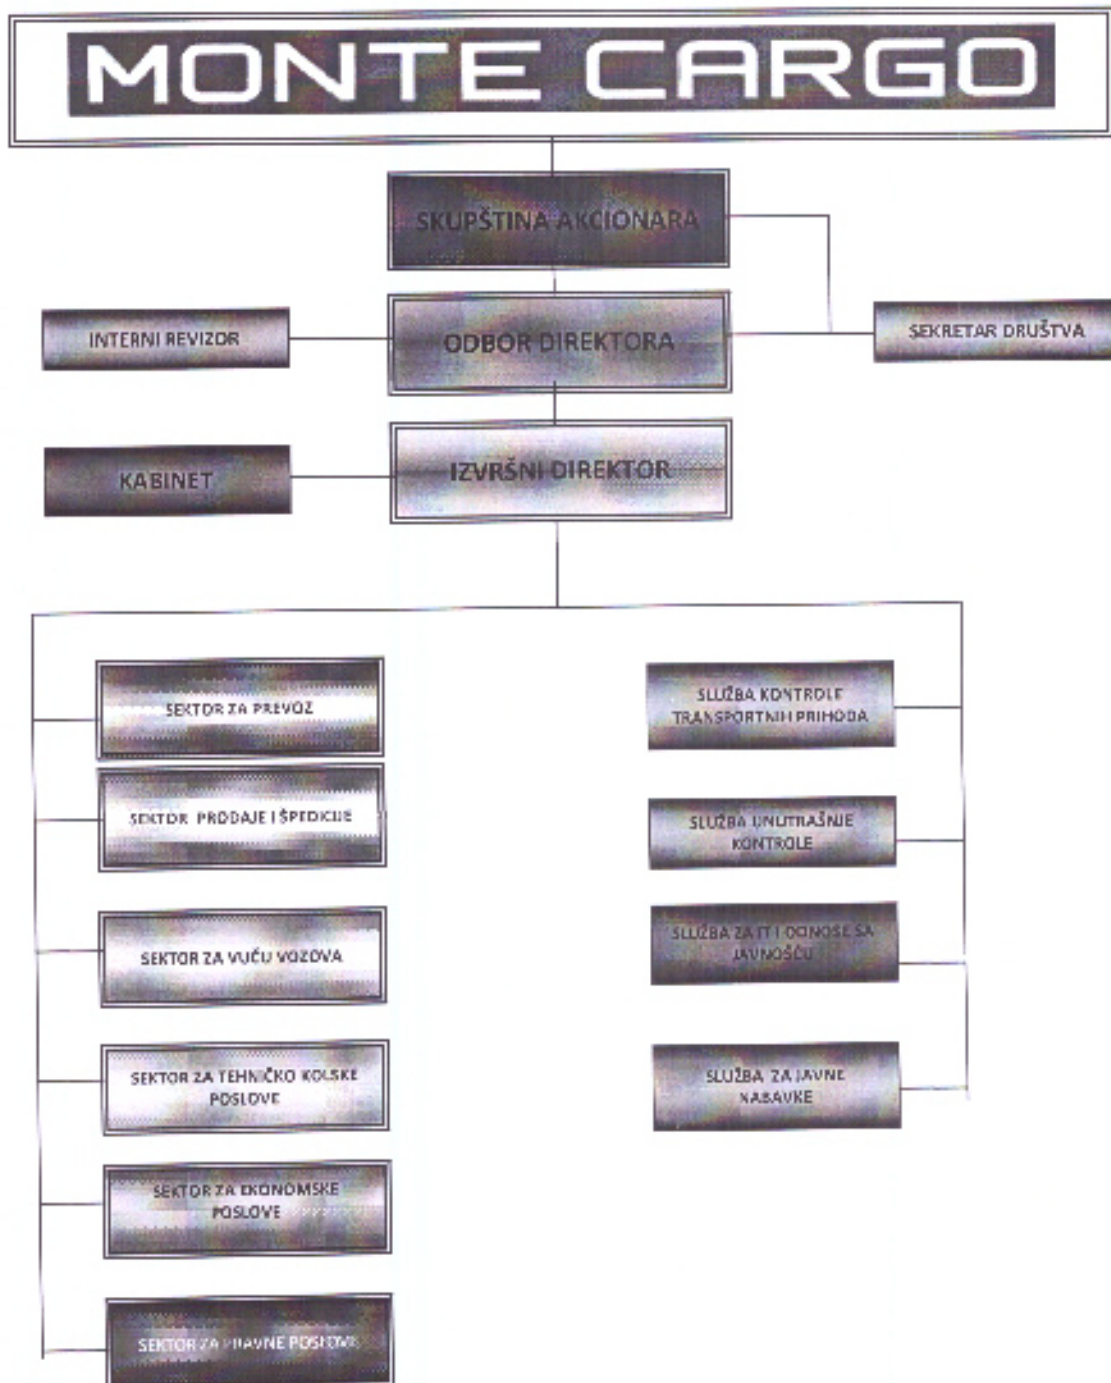 MONTE CARGO
SKUPŠTINA AKCIONARA
INTERNI REVIZOR
ODBOR DIREKTORA
SEKRETAR DRUŠTVA
KABINET
IZVRŠNI DIREKTOR
SEKTOR ZA PREVOZ
SLUŽBA KONTROLE
TRANSPORTNIH PRIHODA
SEKTOR PRODAJE I ŠPEDICIJE
SLUŽBA UNUTRAŠNJE
KONTROLE
SEKTOR ZA VUČU VOZOVA
SLUŽBA ZA IT I ODNOSE SA
JAVNOŠĆU
SEKTOR ZA TEHNIČKO KOLSKE
POSLOVE
SLUŽBA ZA JAVNE
NABAVKE
SEKTOR ZA EKONOMSKE
POSLOVE
SEKTOR ZA PRAVNE POSLOVE